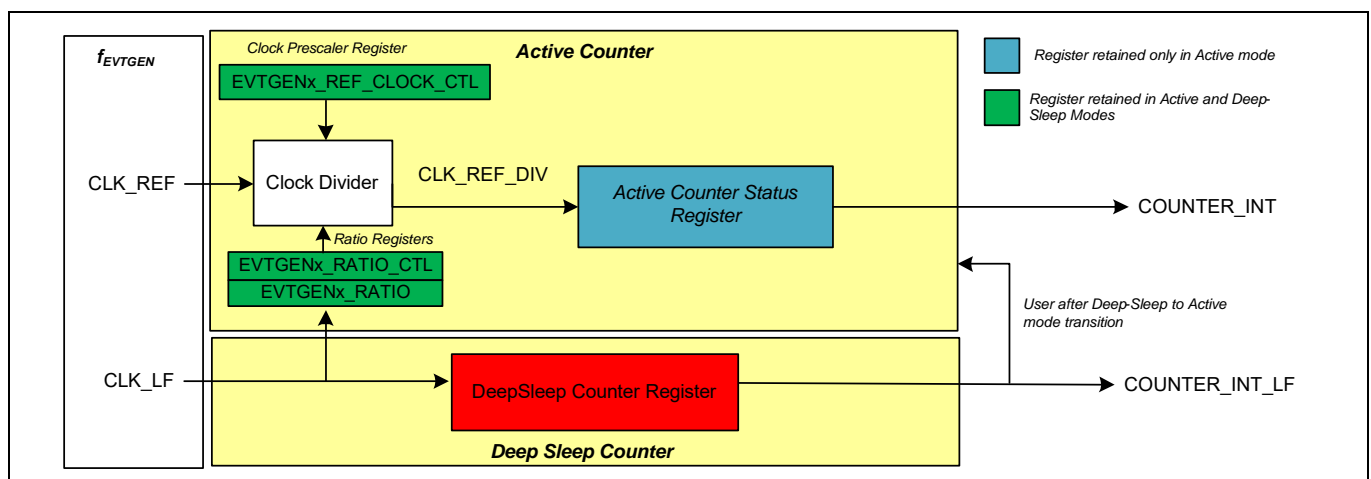 fEVTGEN
Clock Prescaler Register
Active Counter
EVTGENx_REF_CLOCK_CTL
Register retained only in Active mode
Register retained in Active and Deep-
Sleep Modes
CLK_REF
Clock Divider
CLK_REF_DIV
Active Counter Status
Register
COUNTER_INT
Ratio Registers
EVTGENx_RATIO_CTL
EVTGENx_RATIO
User after Deep-Sleep to Active
mode transition
CLK_LF
DeepSleep Counter Register
COUNTER_INT_LF
Deep Sleep Counter